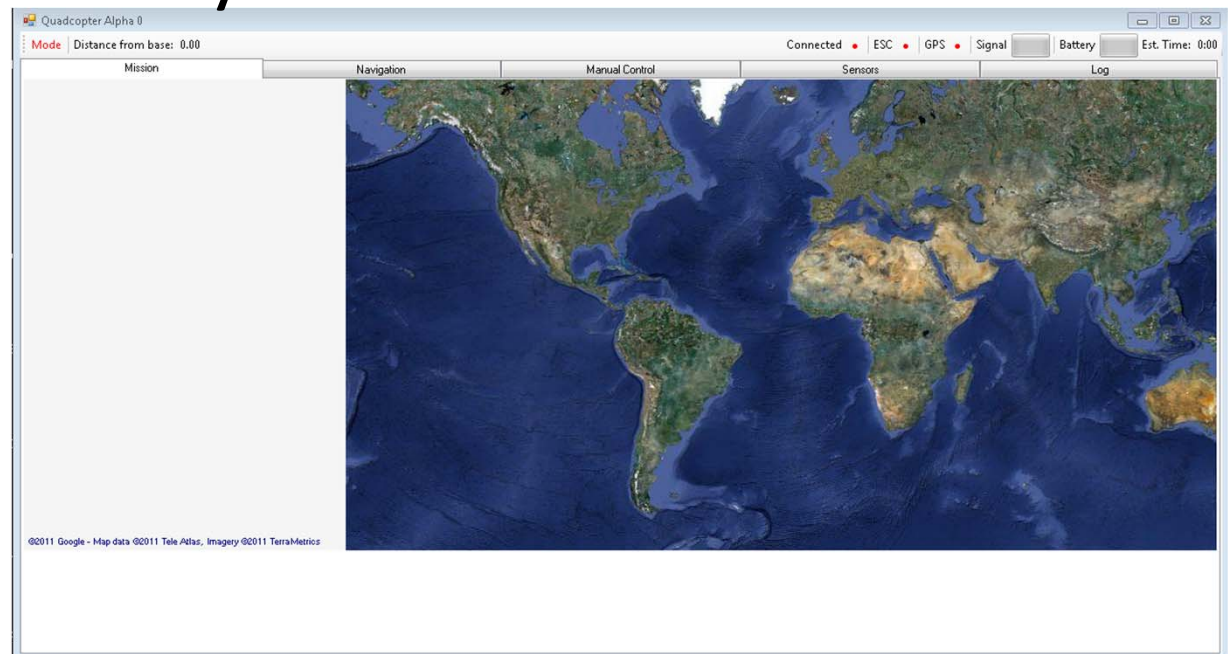 Quadcopter Alpha 0
Mode Distance from base: 0.00 Connected ESC GPS Signal Battery Est. Time: 0:00
Mission Navigation Manual Control Sensors Log
©2011 Google - Map data ©2011 Tele Atlas, Imagery ©2011 TerraMetrics